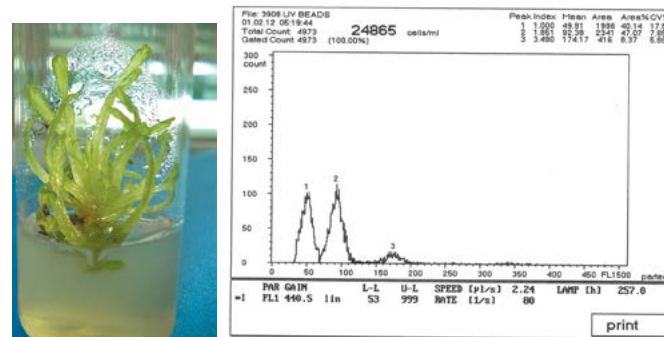 File: 3908 UV BEADS
01.02.12 05:19:44
Total Count 4973
Gated Count 4973 (100.00%)
24865 cells/ml
Peak Index Mean Area Area%
1 1.000 49.91 1996 40.14
2 1.851 92.38 2341 47.07
3 3.490 174.17 416 8.37
300
count
250
200
150
100
50
0
1
2
3
50 100 150 200 250 300 350 400 450 FL1500
PAR GAIN L-L U-L SPEED [µl/s] 2.24 LAMP [h] 257.0
=1 FL1 440.5 lin 53 999 RATE [1/s] 80
print